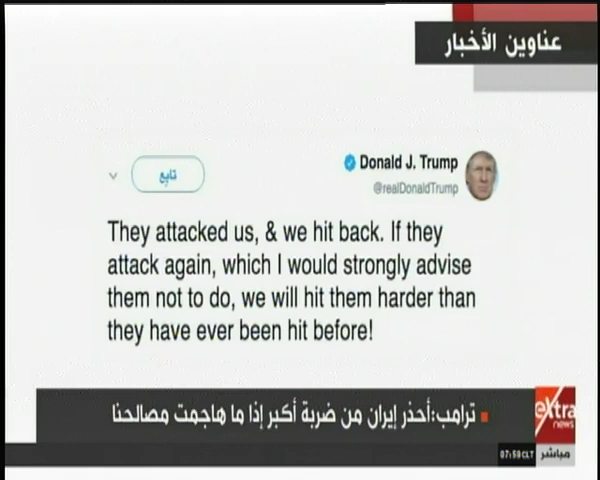 عناوين الأخبار
Donald J. Trump
@realDonaldTrump
تابع
They attacked us, & we hit back. If they
attack again, which I would strongly advise
them not to do, we will hit them harder than
they have ever been hit before!
ترامب:أحذر إيران من ضربة أكبر إذا ما هاجمت مصالحنا
eXtra
news
07:59CLT
مباشر